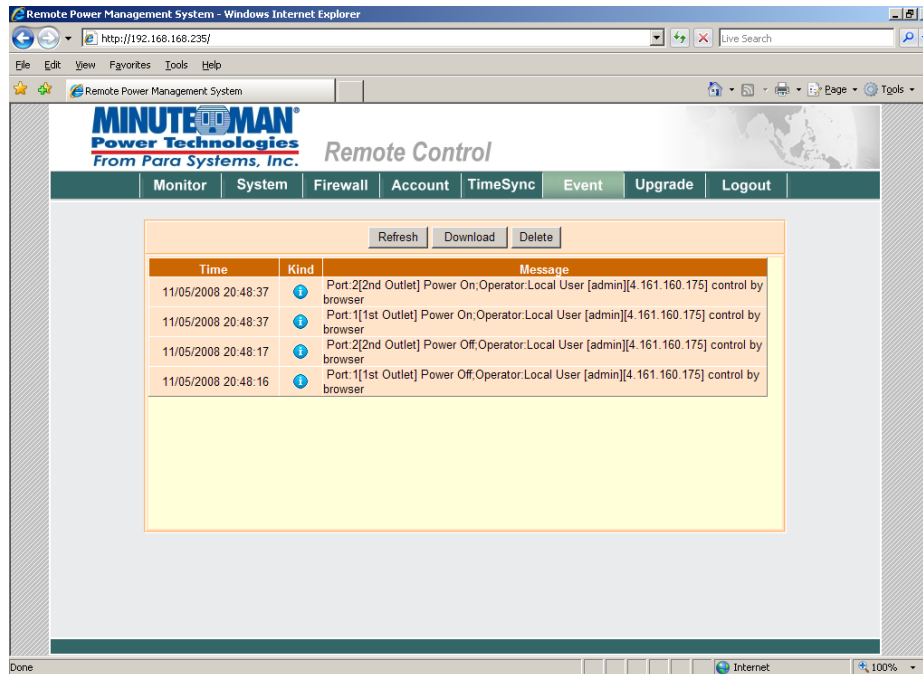 Remote Power Management System - Windows Internet Explorer
http://192.168.168.235/
Live Search
File Edit View Favorites Tools Help
Remote Power Management System
Page Tools
MINUTEMAN®
Power Technologies
From Para Systems, Inc.
Remote Control
Monitor System Firewall Account TimeSync Event Upgrade Logout
Refresh Download Delete
Time Kind Message
11/05/2008 20:48:37 Port:2[2nd Outlet] Power On;Operator:Local User [admin][4.161.160.175] control by
browser
11/05/2008 20:48:37 Port:1[1st Outlet] Power On;Operator:Local User [admin][4.161.160.175] control by
browser
11/05/2008 20:48:17 Port:2[2nd Outlet] Power Off;Operator:Local User [admin][4.161.160.175] control by
browser
11/05/2008 20:48:16 Port:1[1st Outlet] Power Off;Operator:Local User [admin][4.161.160.175] control by
browser
Done
Internet
100%